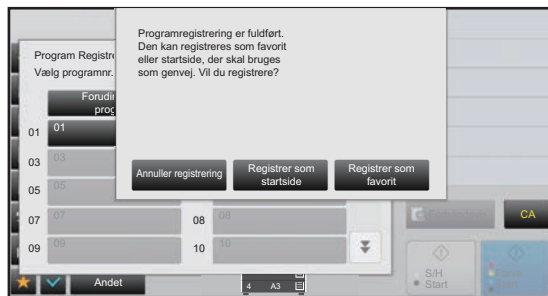 Programregistrering er fuldført.
Den kan registreres som favorit
eller startside, der skal bruges
som genvej. Vil du registrere?
Annuller registrering
Registrer som
startside
Registrer som
favorit
Program Registre
Vælg programnr.
Forudin
prog
01 01
03 03
05 05
07 07 08 08
09 09 10 10
CA
S/H
Start
Andet
4 A3